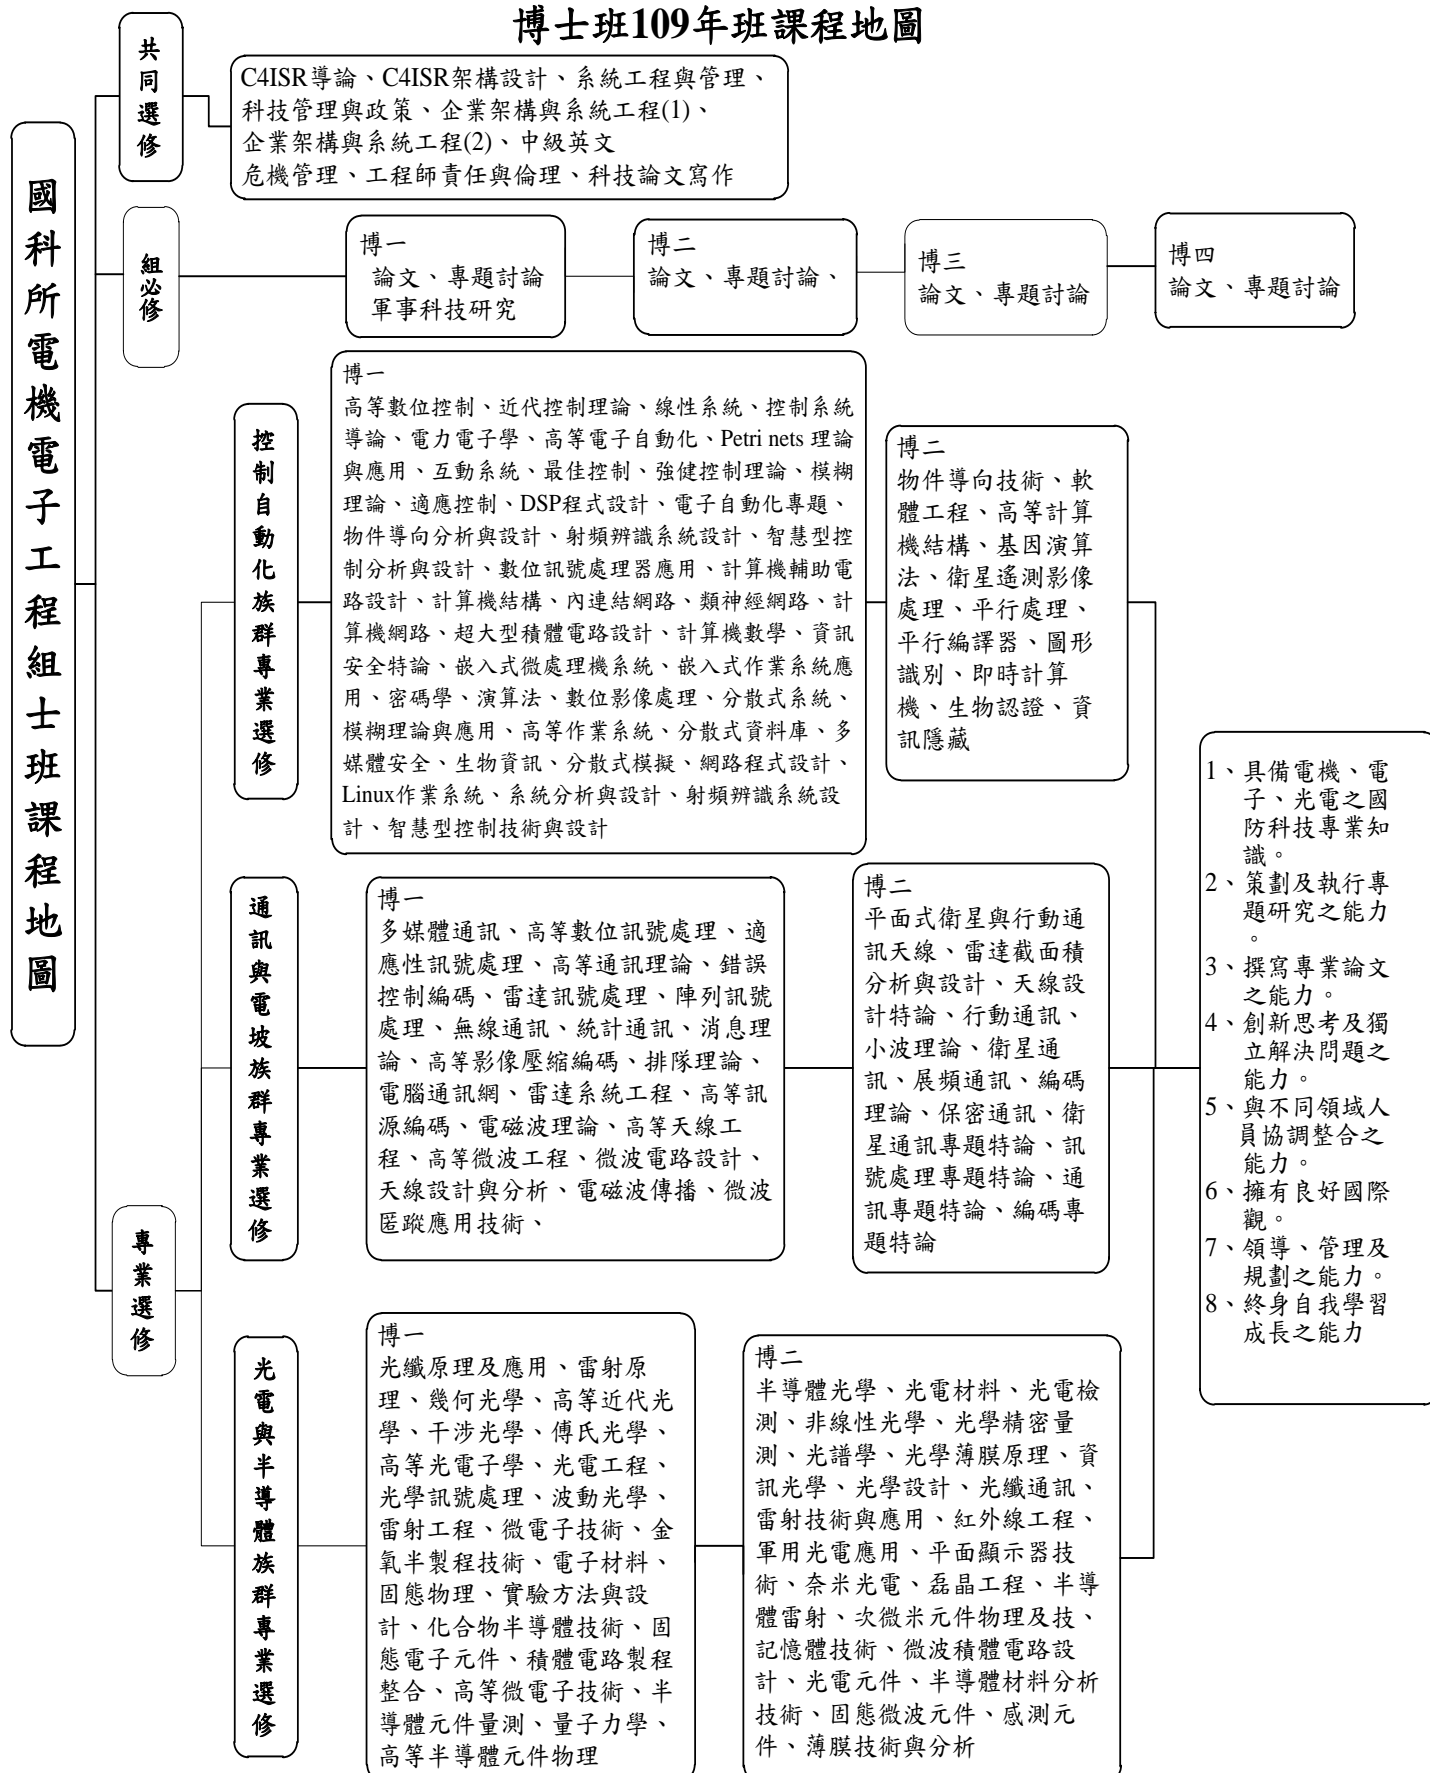 博士班109年班課程地圖
國科所電機電子工程組士班課程地圖
共同選修
C4ISR導論、C4ISR架構設計、系統工程與管理、
科技管理與政策、企業架構與系統工程(1)、
企業架構與系統工程(2)、中級英文
危機管理、工程師責任與倫理、科技論文寫作
組必修
博一
論文、專題討論
軍事科技研究
博二
論文、專題討論、
博三
論文、專題討論
博四
論文、專題討論
專業選修
控制自動化族群專業選修
博一
高等數位控制、近代控制理論、線性系統、控制系統
導論、電力電子學、高等電子自動化、Petri nets 理論
與應用、互動系統、最佳控制、強健控制理論、模糊
理論、適應控制、DSP程式設計、電子自動化專題、
物件導向分析與設計、射頻辨識系統設計、智慧型控
制分析與設計、數位訊號處理器應用、計算機輔助電
路設計、計算機結構、內連結網路、類神經網路、計
算機網路、超大型積體電路設計、計算機數學、資訊
安全特論、嵌入式微處理機系統、嵌入式作業系統應
用、密碼學、演算法、數位影像處理、分散式系統、
模糊理論與應用、高等作業系統、分散式資料庫、多
媒體安全、生物資訊、分散式模擬、網路程式設計、
Linux作業系統、系統分析與設計、射頻辨識系統設
計、智慧型控制技術與設計
博二
物件導向技術、軟
體工程、高等計算
機結構、基因演算
法、衛星遙測影像
處理、平行處理、
平行編譯器、圖形
識別、即時計算
機、生物認證、資
訊隱藏
通訊與電坡族群專業選修
博一
多媒體通訊、高等數位訊號處理、適
應性訊號處理、高等通訊理論、錯誤
控制編碼、雷達訊號處理、陣列訊號
處理、無線通訊、統計通訊、消息理
論、高等影像壓縮編碼、排隊理論、
電腦通訊網、雷達系統工程、高等訊
源編碼、電磁波理論、高等天線工
程、高等微波工程、微波電路設計、
天線設計與分析、電磁波傳播、微波
匿蹤應用技術、
博二
平面式衛星與行動通
訊天線、雷達截面積
分析與設計、天線設
計特論、行動通訊、
小波理論、衛星通
訊、展頻通訊、編碼
理論、保密通訊、衛
星通訊專題特論、訊
號處理專題特論、通
訊專題特論、編碼專
題特論
光電與半導體族群專業選修
博一
光纖原理及應用、雷射原
理、幾何光學、高等近代光
學、干涉光學、傅氏光學、
高等光電子學、光電工程、
光學訊號處理、波動光學、
雷射工程、微電子技術、金
氧半製程技術、電子材料、
固態物理、實驗方法與設
計、化合物半導體技術、固
態電子元件、積體電路製程
整合、高等微電子技術、半
導體元件量測、量子力學、
高等半導體元件物理
博二
半導體光學、光電材料、光電檢
測、非線性光學、光學精密量
測、光譜學、光學薄膜原理、資
訊光學、光學設計、光纖通訊、
雷射技術與應用、紅外線工程、
軍用光電應用、平面顯示器技
術、奈米光電、磊晶工程、半導
體雷射、次微米元件物理及技、
記憶體技術、微波積體電路設
計、光電元件、半導體材料分析
技術、固態微波元件、感測元
件、薄膜技術與分析
1、具備電機、電
子、光電之國
防科技專業知
識。
2、策劃及執行專
題研究之能力
。
3、撰寫專業論文
之能力。
4、創新思考及獨
立解決問題之
能力。
5、與不同領域人
員協調整合之
能力。
6、擁有良好國際
觀。
7、領導、管理及
規劃之能力。
8、終身自我學習
成長之能力